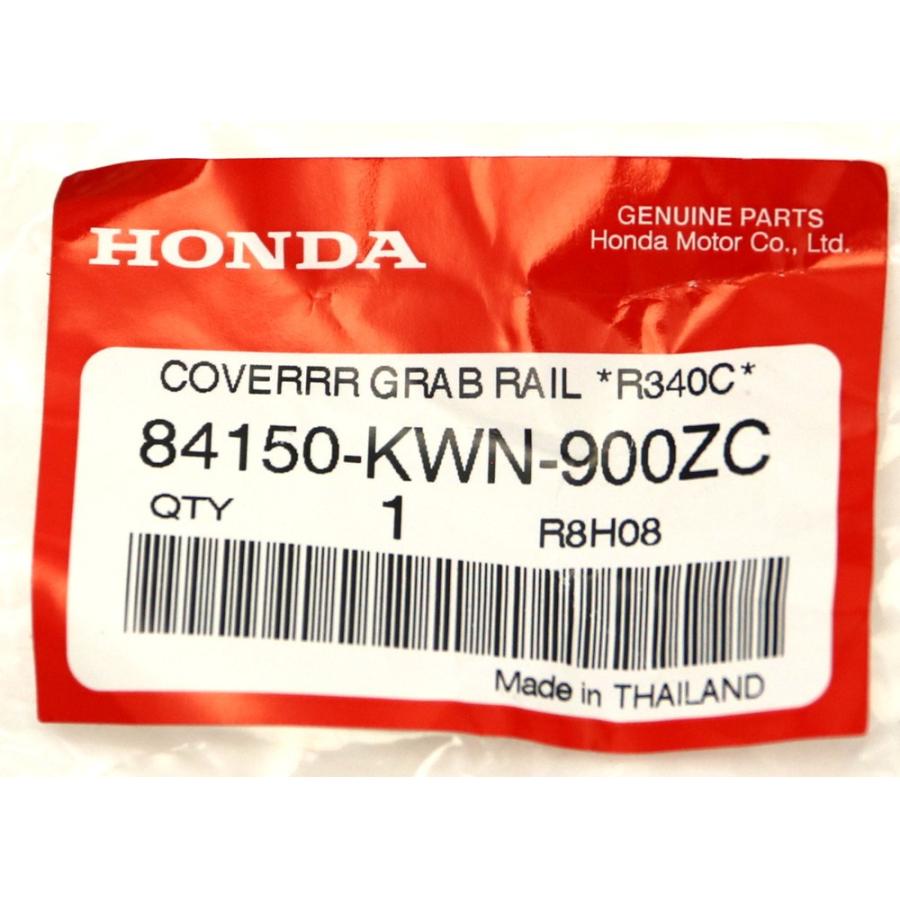 HONDA
GENUINE PARTS
Honda Motor Co., Ltd.
COVERRR GRAB RAIL *R340C*
84150-KWN-900ZC
QTY 1 R8H08
Made in THAILAND